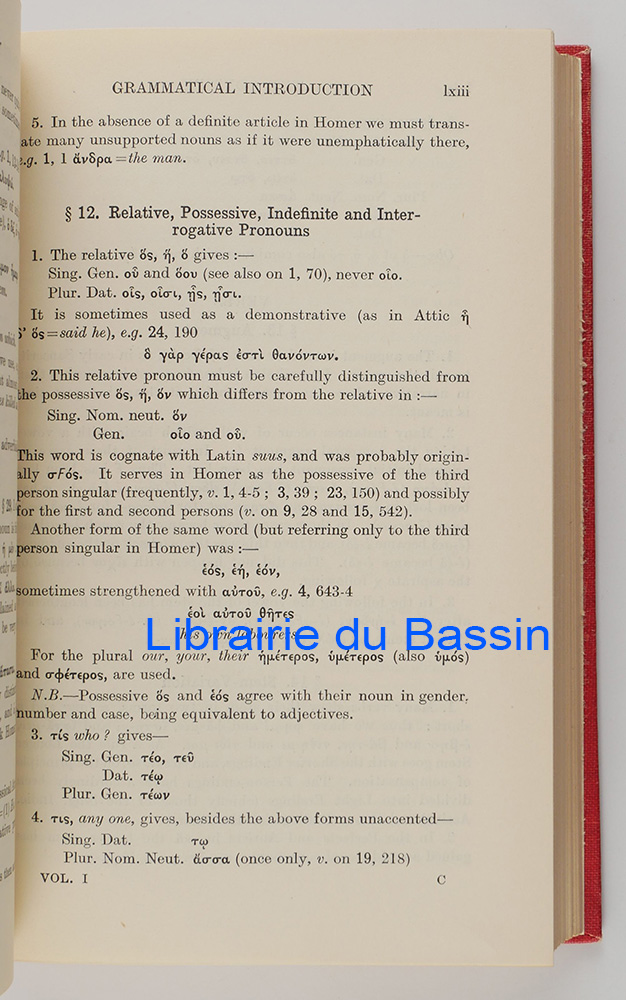 GRAMMATICAL INTRODUCTION lxiii
5. In the absence of a definite article in Homer we must trans-
ate many unsupported nouns as if it were unemphatically there,
e.g. 1, 1 ἄνδρα = the man.
§ 12. Relative, Possessive, Indefinite and Inter-
rogative Pronouns
1. The relative ὅς, ἥ, ὅ gives :—
Sing. Gen. οὗ and ὅου (see also on 1, 70), never οἷο.
Plur. Dat. οἷς, οἷσι, ᾗς, ᾗσι.
It is sometimes used as a demonstrative (as in Attic ἦ
δ’ ὅς = said he), e.g. 24, 190
ὃ γὰρ γέρας ἐστὶ θανόντων.
2. This relative pronoun must be carefully distinguished from
the possessive ὅς, ἥ, ὅν which differs from the relative in :—
Sing. Nom. neut. ὅν
Gen. οἷο and οὗ.
This word is cognate with Latin suus, and was probably origin-
ally σϝός. It serves in Homer as the possessive of the third
person singular (frequently, v. 1, 4-5 ; 3, 39 ; 23, 150) and possibly
for the first and second persons (v. on 9, 28 and 15, 542).
Another form of the same word (but referring only to the third
person singular in Homer) was :—
ἑός, ἑή, ἑόν,
sometimes strengthened with αὐτοῦ, e.g. 4, 643-4
ἑοὶ αὐτοῦ θῆτες
his own labourers.
Librairie du Bassin
For the plural our, your, their ἡμέτερος, ὑμέτερος (also ὑμός)
and σφέτερος, are used.
N.B.—Possessive ὅς and ἑός agree with their noun in gender,
number and case, being equivalent to adjectives.
3. τίς who ? gives—
Sing. Gen. τέο, τεῦ
Dat. τέῳ
Plur. Gen. τέων
4. τις, any one, gives, besides the above forms unaccented—
Sing. Dat. τῳ
Plur. Nom. Neut. ἄσσα (once only, v. on 19, 218)
VOL. I C